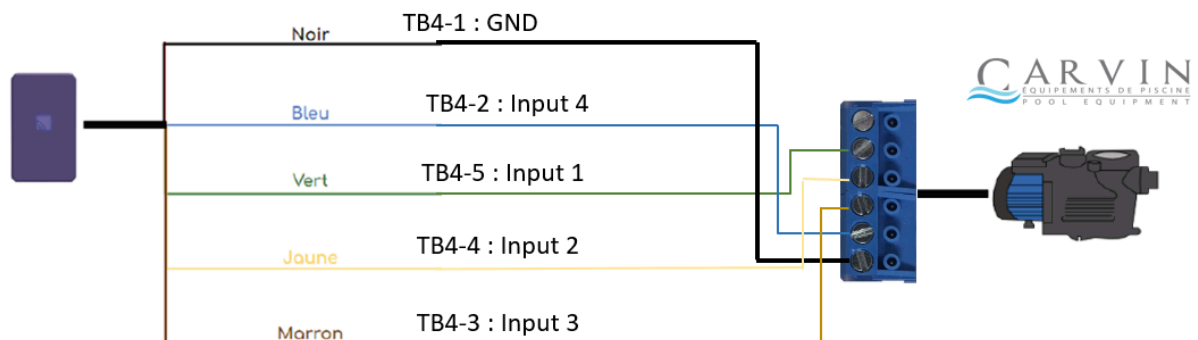 Noir
TB4-1 : GND
Bleu
TB4-2 : Input 4
Vert
TB4-5 : Input 1
Jaune
TB4-4 : Input 2
Marron
TB4-3 : Input 3
CARVIN
ÉQUIPEMENTS DE PISCINE
POOL EQUIPMENT